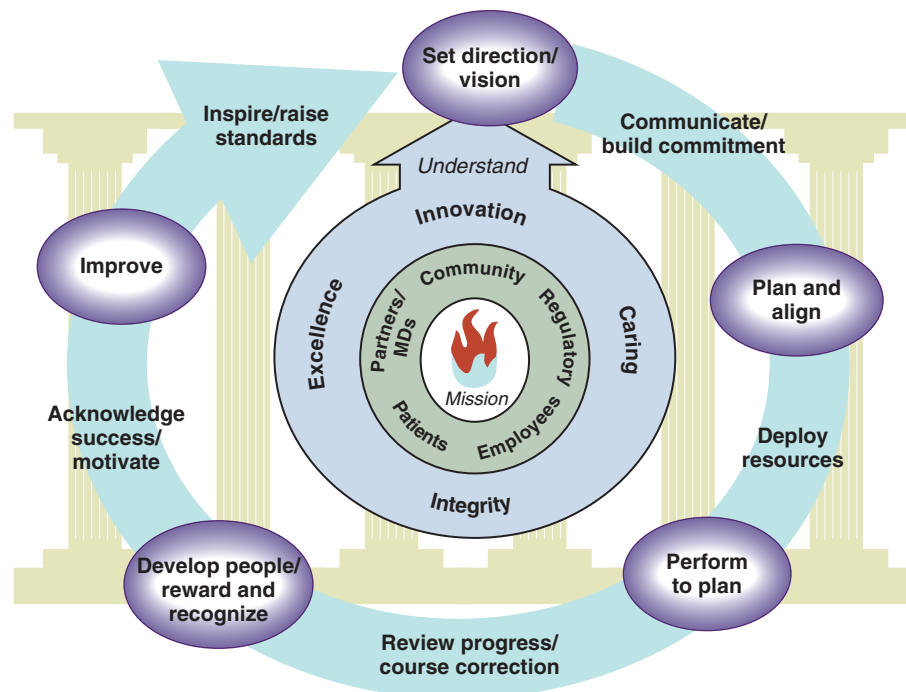 Set direction/
vision
Communicate/
build commitment
Plan and
align
Deploy
resources
Perform
to plan
Review progress/
course correction
Develop people/
reward and
recognize
Acknowledge
success/
motivate
Improve
Inspire/raise
standards
Understand
Innovation
Caring
Integrity
Excellence
Community
Regulatory
Employees
Patients
Partners/
MDs
Mission